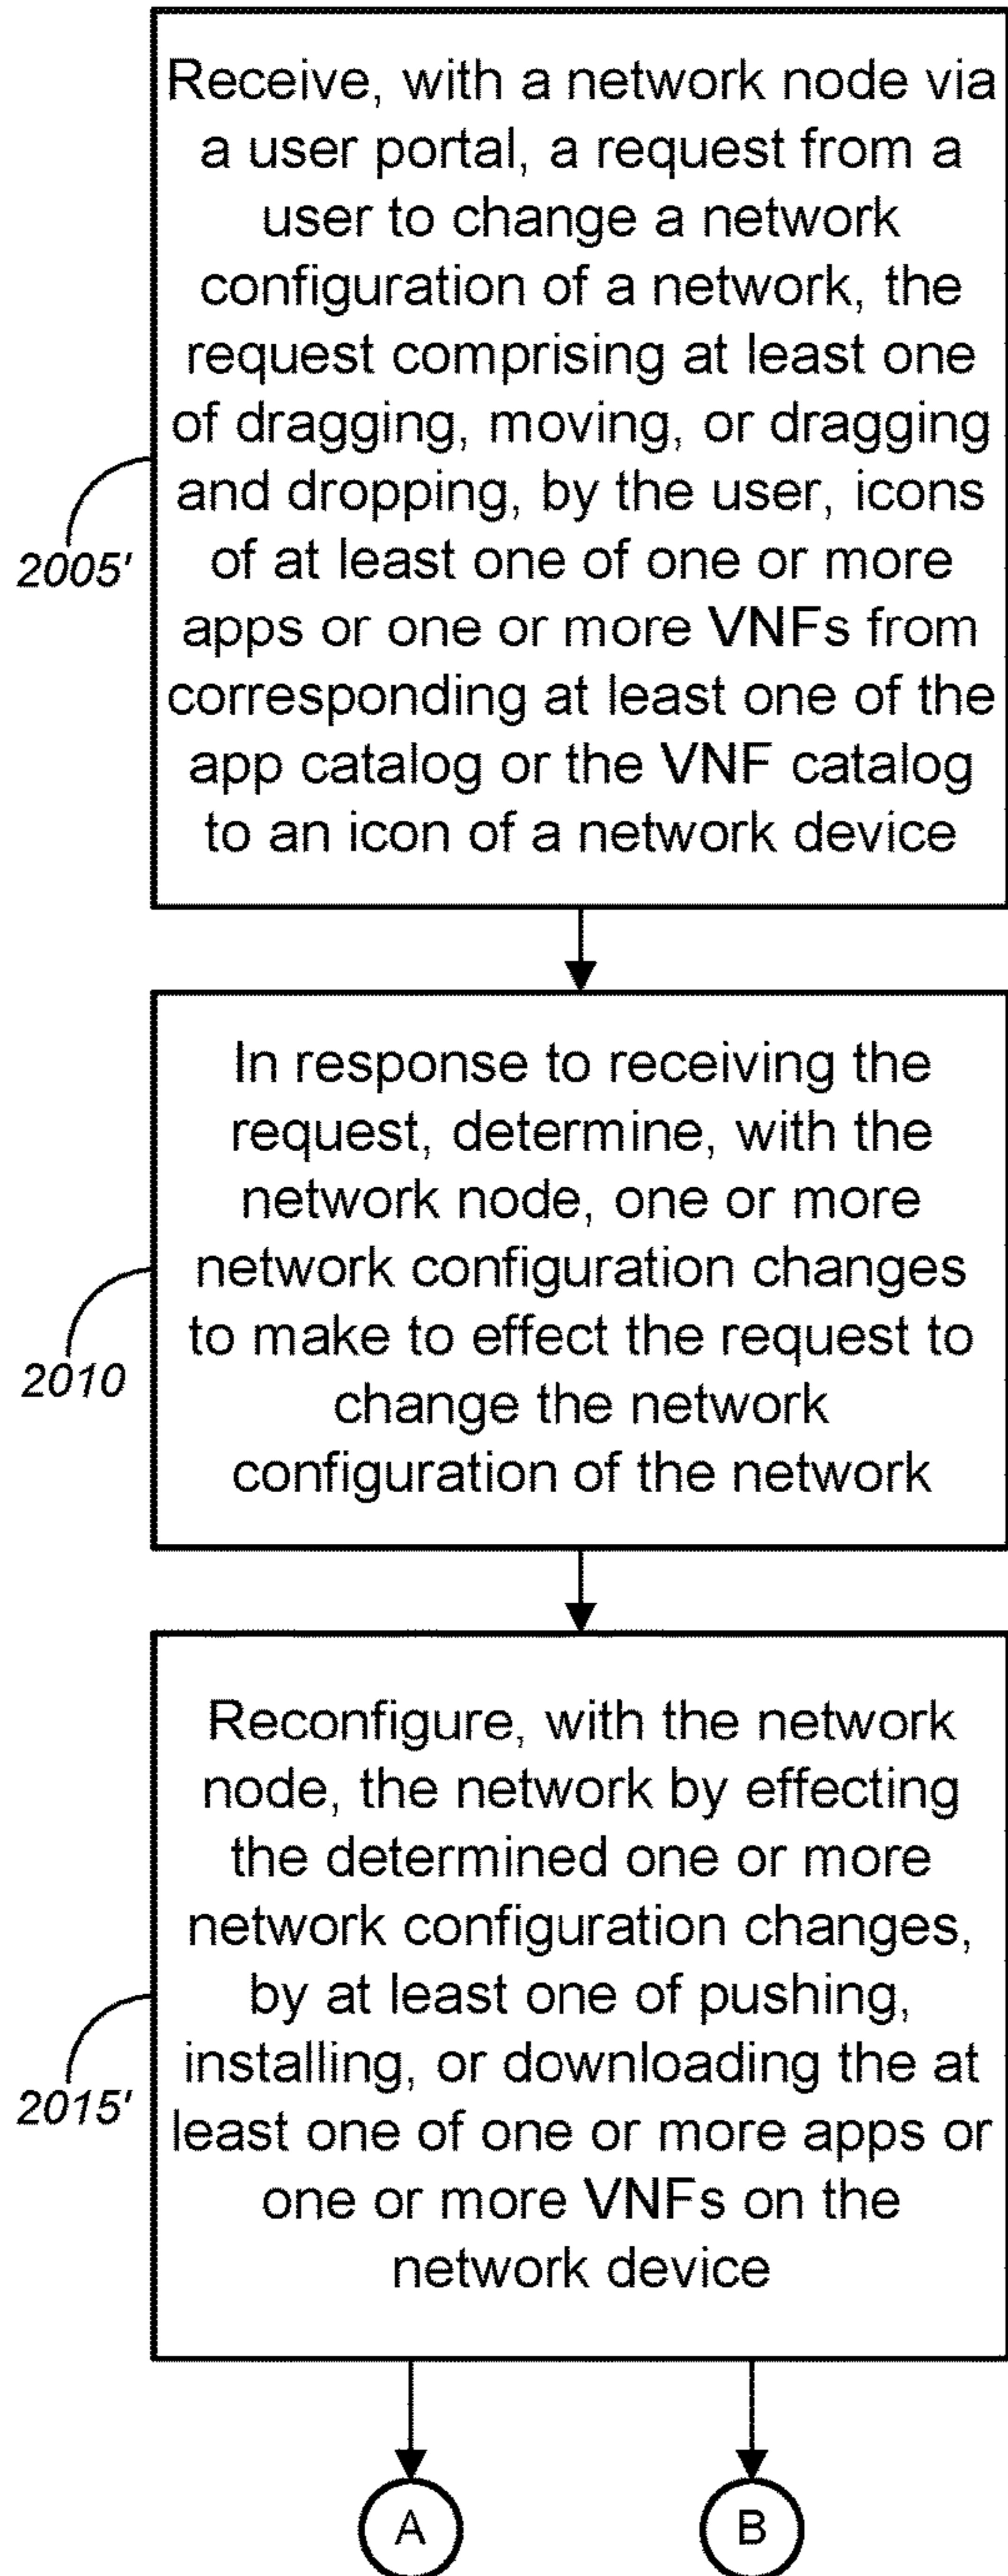 Receive, with a network node via
a user portal, a request from a
user to change a network
configuration of a network, the
request comprising at least one
of dragging, moving, or dragging
and dropping, by the user, icons
of at least one of one or more
apps or one or more VNFs from
corresponding at least one of the
app catalog or the VNF catalog
to an icon of a network device
2005'
In response to receiving the
request, determine, with the
network node, one or more
network configuration changes
to make to effect the request to
change the network
configuration of the network
2010
Reconfigure, with the network
node, the network by effecting
the determined one or more
network configuration changes,
by at least one of pushing,
installing, or downloading the at
least one of one or more apps or
one or more VNFs on the
network device
2015'
A
B